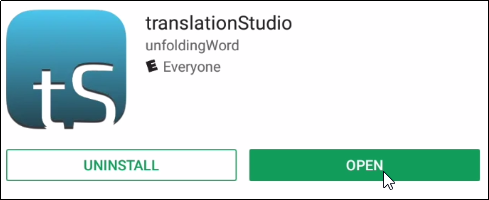 translationStudio
unfoldingWord
E Everyone
tS
UNINSTALL
OPEN